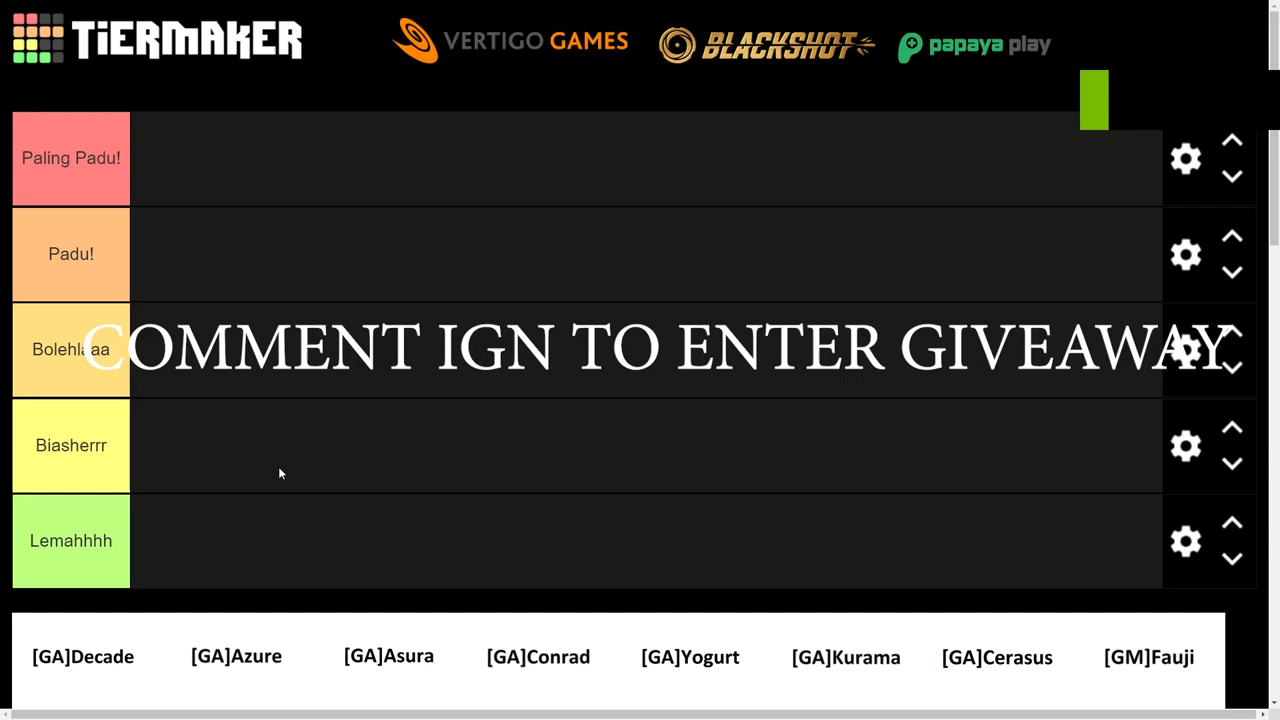 TiERMAKER
VERTIGO GAMES
BLACKSHOT
papaya play
Paling Padu!
Padu!
Bolehlaaa
COMMENT IGN TO ENTER GIVEAWAY
Biasherrr
Lemahhhh
[GA]Decade [GA]Azure [GA]Asura [GA]Conrad [GA]Yogurt [GA]Kurama [GA]Cerasus [GM]Fauji